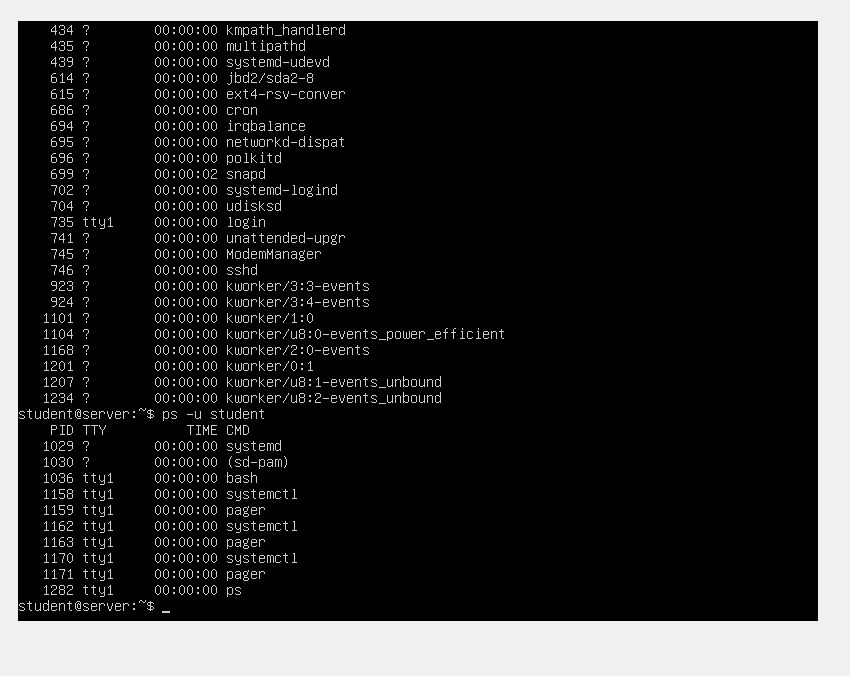 434 ? 00:00:00 kmpath_handlerd
435 ? 00:00:00 multipathd
439 ? 00:00:00 systemd-udevd
614 ? 00:00:00 jbd2/sda2-8
615 ? 00:00:00 ext4-rsv-conver
686 ? 00:00:00 cron
694 ? 00:00:00 irqbalance
695 ? 00:00:00 networkd-dispat
696 ? 00:00:00 polkitd
699 ? 00:00:02 snapd
702 ? 00:00:00 systemd-logind
704 ? 00:00:00 udisksd
735 tty1 00:00:00 login
741 ? 00:00:00 unattended-upgr
745 ? 00:00:00 ModemManager
746 ? 00:00:00 sshd
923 ? 00:00:00 kworker/3:3-events
924 ? 00:00:00 kworker/3:4-events
1101 ? 00:00:00 kworker/1:0
1104 ? 00:00:00 kworker/u8:0-events_power_efficient
1168 ? 00:00:00 kworker/2:0-events
1201 ? 00:00:00 kworker/0:1
1207 ? 00:00:00 kworker/u8:1-events_unbound
1234 ? 00:00:00 kworker/u8:2-events_unbound
student@server:~$ ps -u student
PID TTY TIME CMD
1029 ? 00:00:00 systemd
1030 ? 00:00:00 (sd-pam)
1036 tty1 00:00:00 bash
1158 tty1 00:00:00 systemctl
1159 tty1 00:00:00 pager
1162 tty1 00:00:00 systemctl
1163 tty1 00:00:00 pager
1170 tty1 00:00:00 systemctl
1171 tty1 00:00:00 pager
1282 tty1 00:00:00 ps
student@server:~$ _